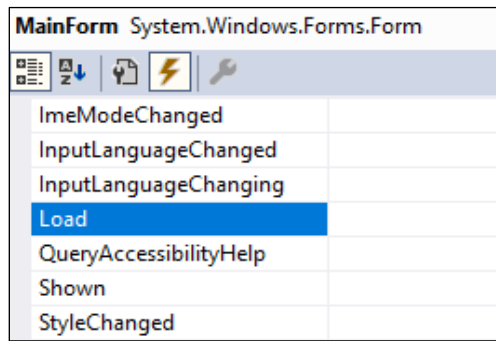 MainForm System.Windows.Forms.Form
ImeModeChanged
InputLanguageChanged
InputLanguageChanging
Load
QueryAccessibilityHelp
Shown
StyleChanged